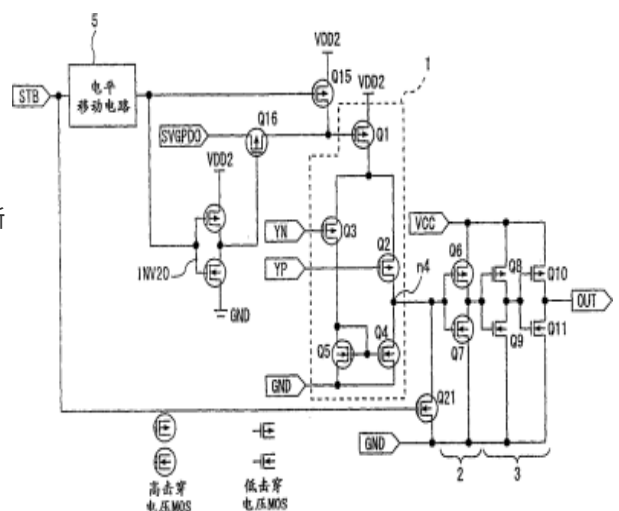 5
1
STB
电平
移动电路
VDD2
Q15
VDD2
Q16
SVGPDO
Q1
VDD2
YN
Q3
VCC
Q2
Q6
Q8
Q10
YP
n4
INV20
OUT
GND
Q5
Q4
Q7
Q9
Q11
GND
Q21
GND
2
3
高击穿
电压MOS
低击穿
电压MOS